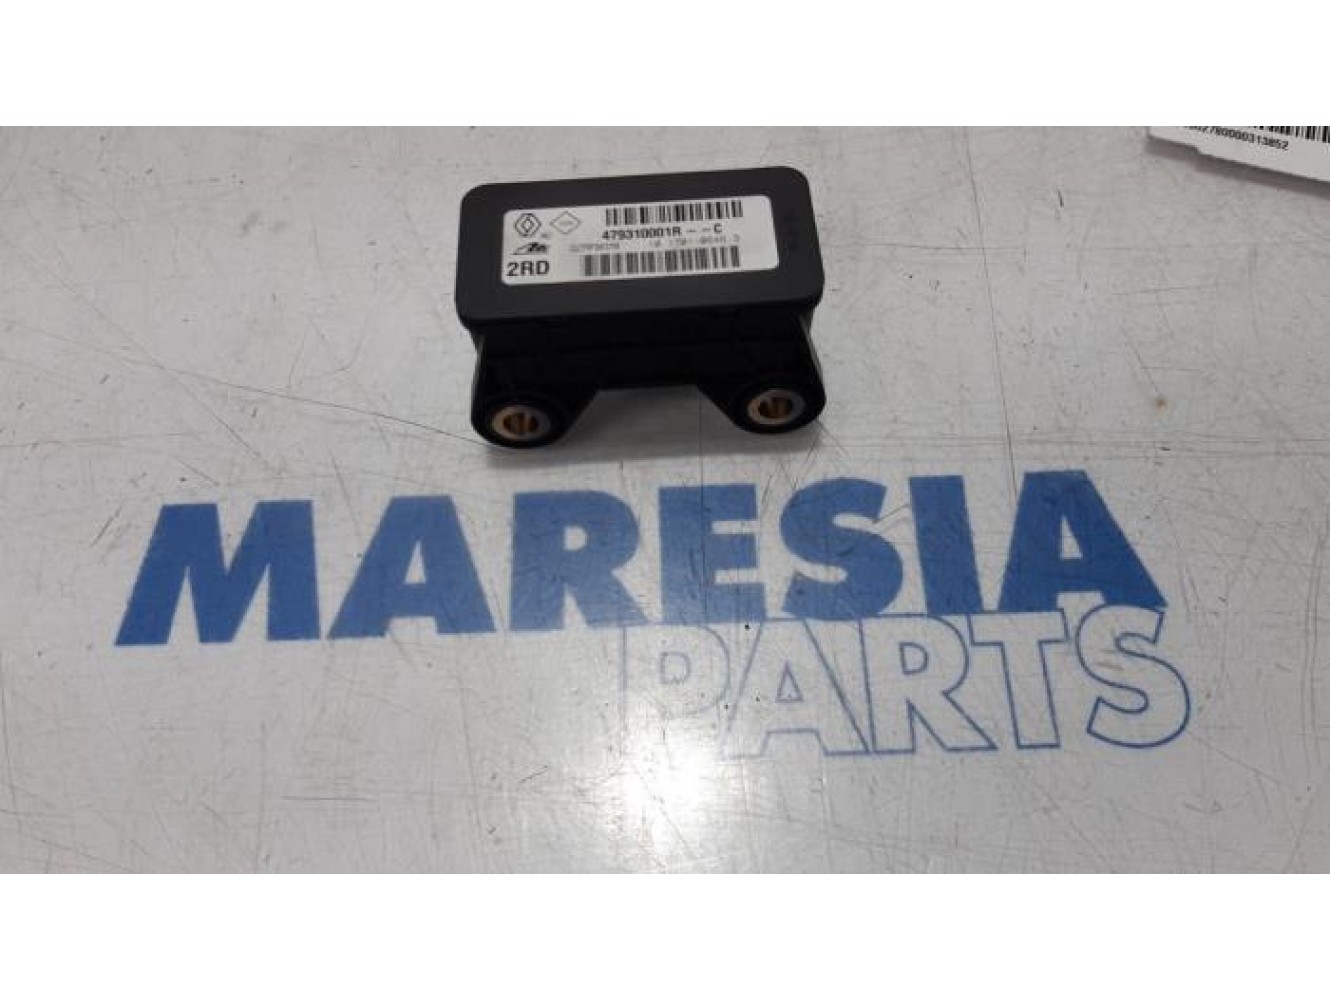 479310001R--C
2RD
MARESIA
PARTS